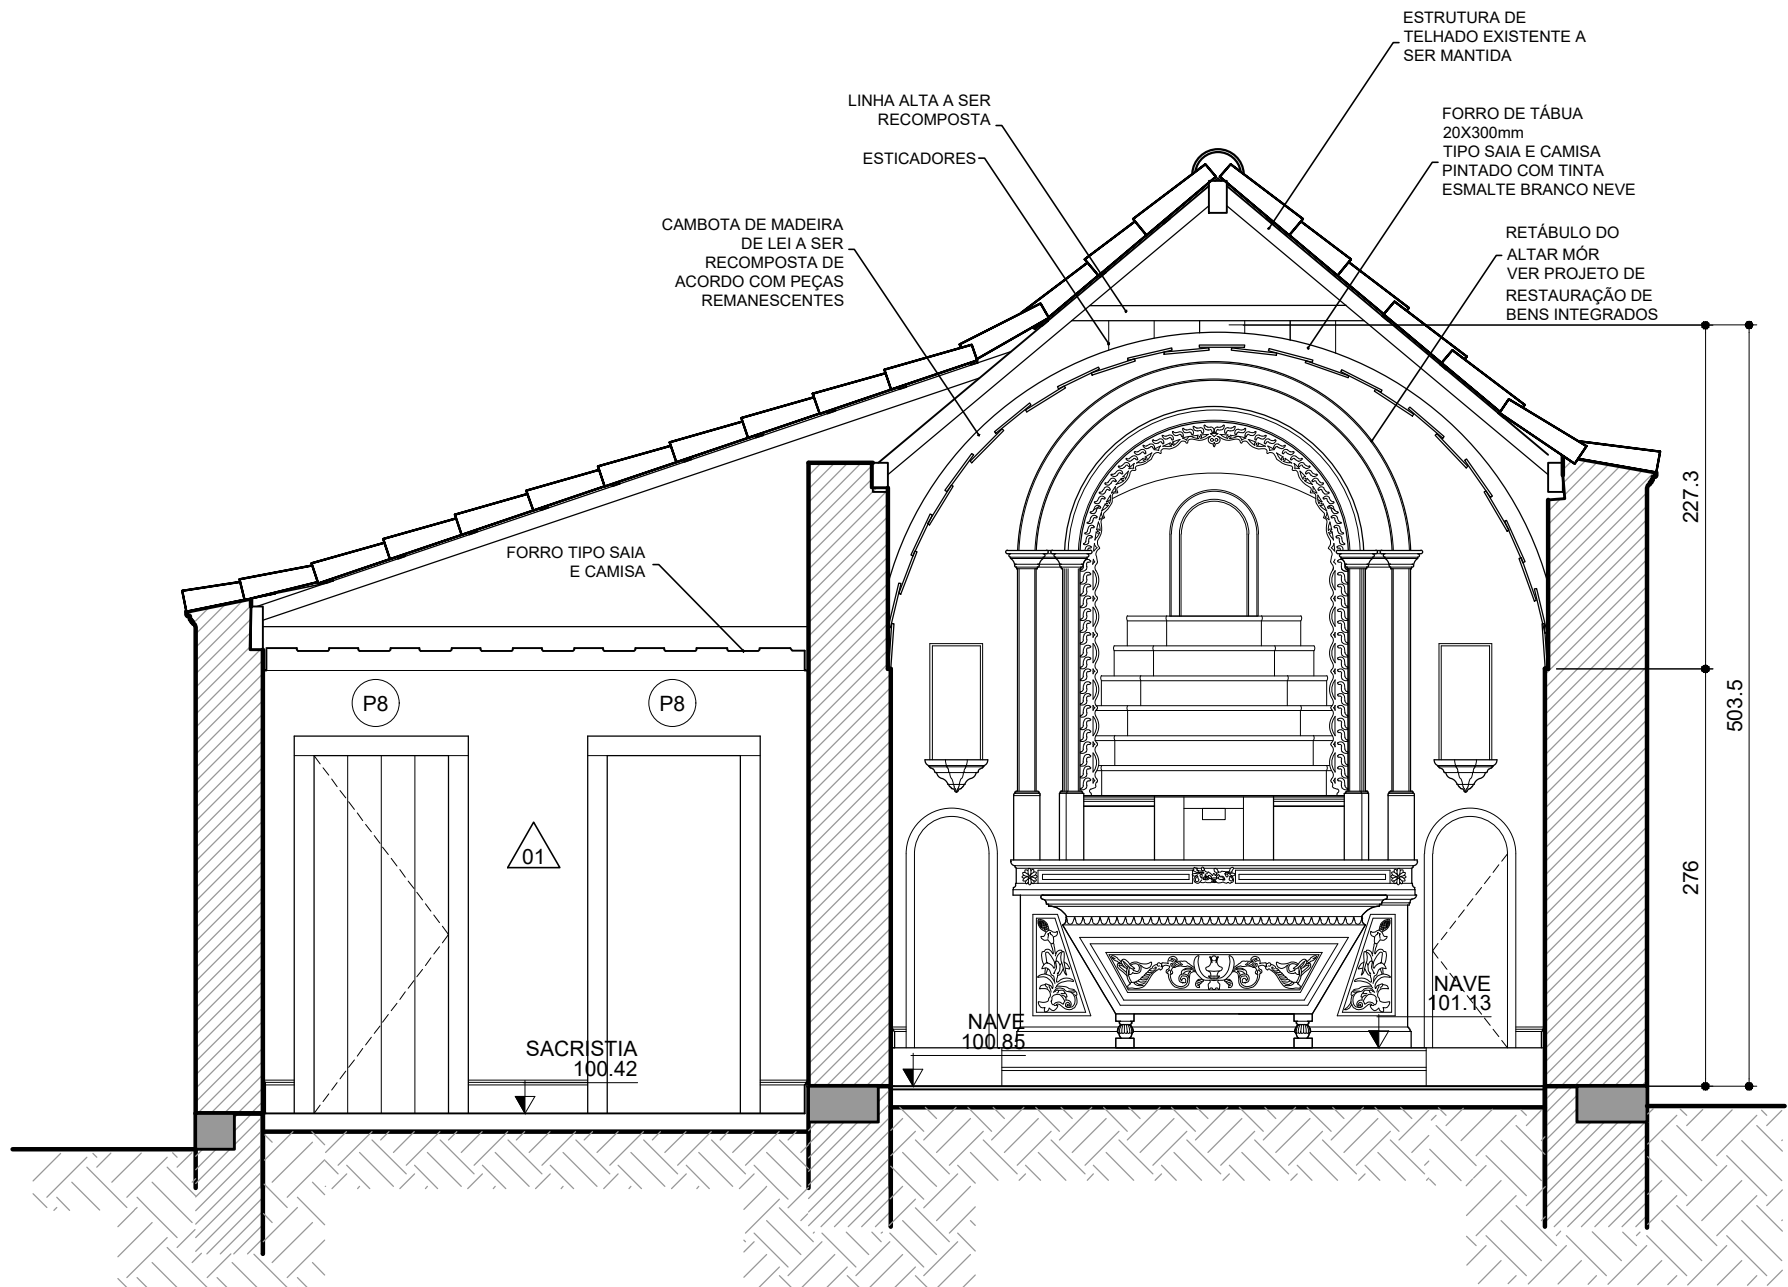 ESTRUTURA DE
TELHADO EXISTENTE A
SER MANTIDA
LINHA ALTA A SER
RECOMPOSTA
ESTICADORES
FORRO DE TÁBUA
20X300mm
TIPO SAIA E CAMISA
PINTADO COM TINTA
ESMALTE BRANCO NEVE
CAMBOTA DE MADEIRA
DE LEI A SER
RECOMPOSTA DE
ACORDO COM PEÇAS
REMANESCENTES
RETÁBULO DO
ALTAR MÓR
VER PROJETO DE
RESTAURAÇÃO DE
BENS INTEGRADOS
227.3
FORRO TIPO SAIA
E CAMISA
P8
P8
503.5
01
276
NAVE
101.13
NAVE
100.85
SACRISTIA
100.42